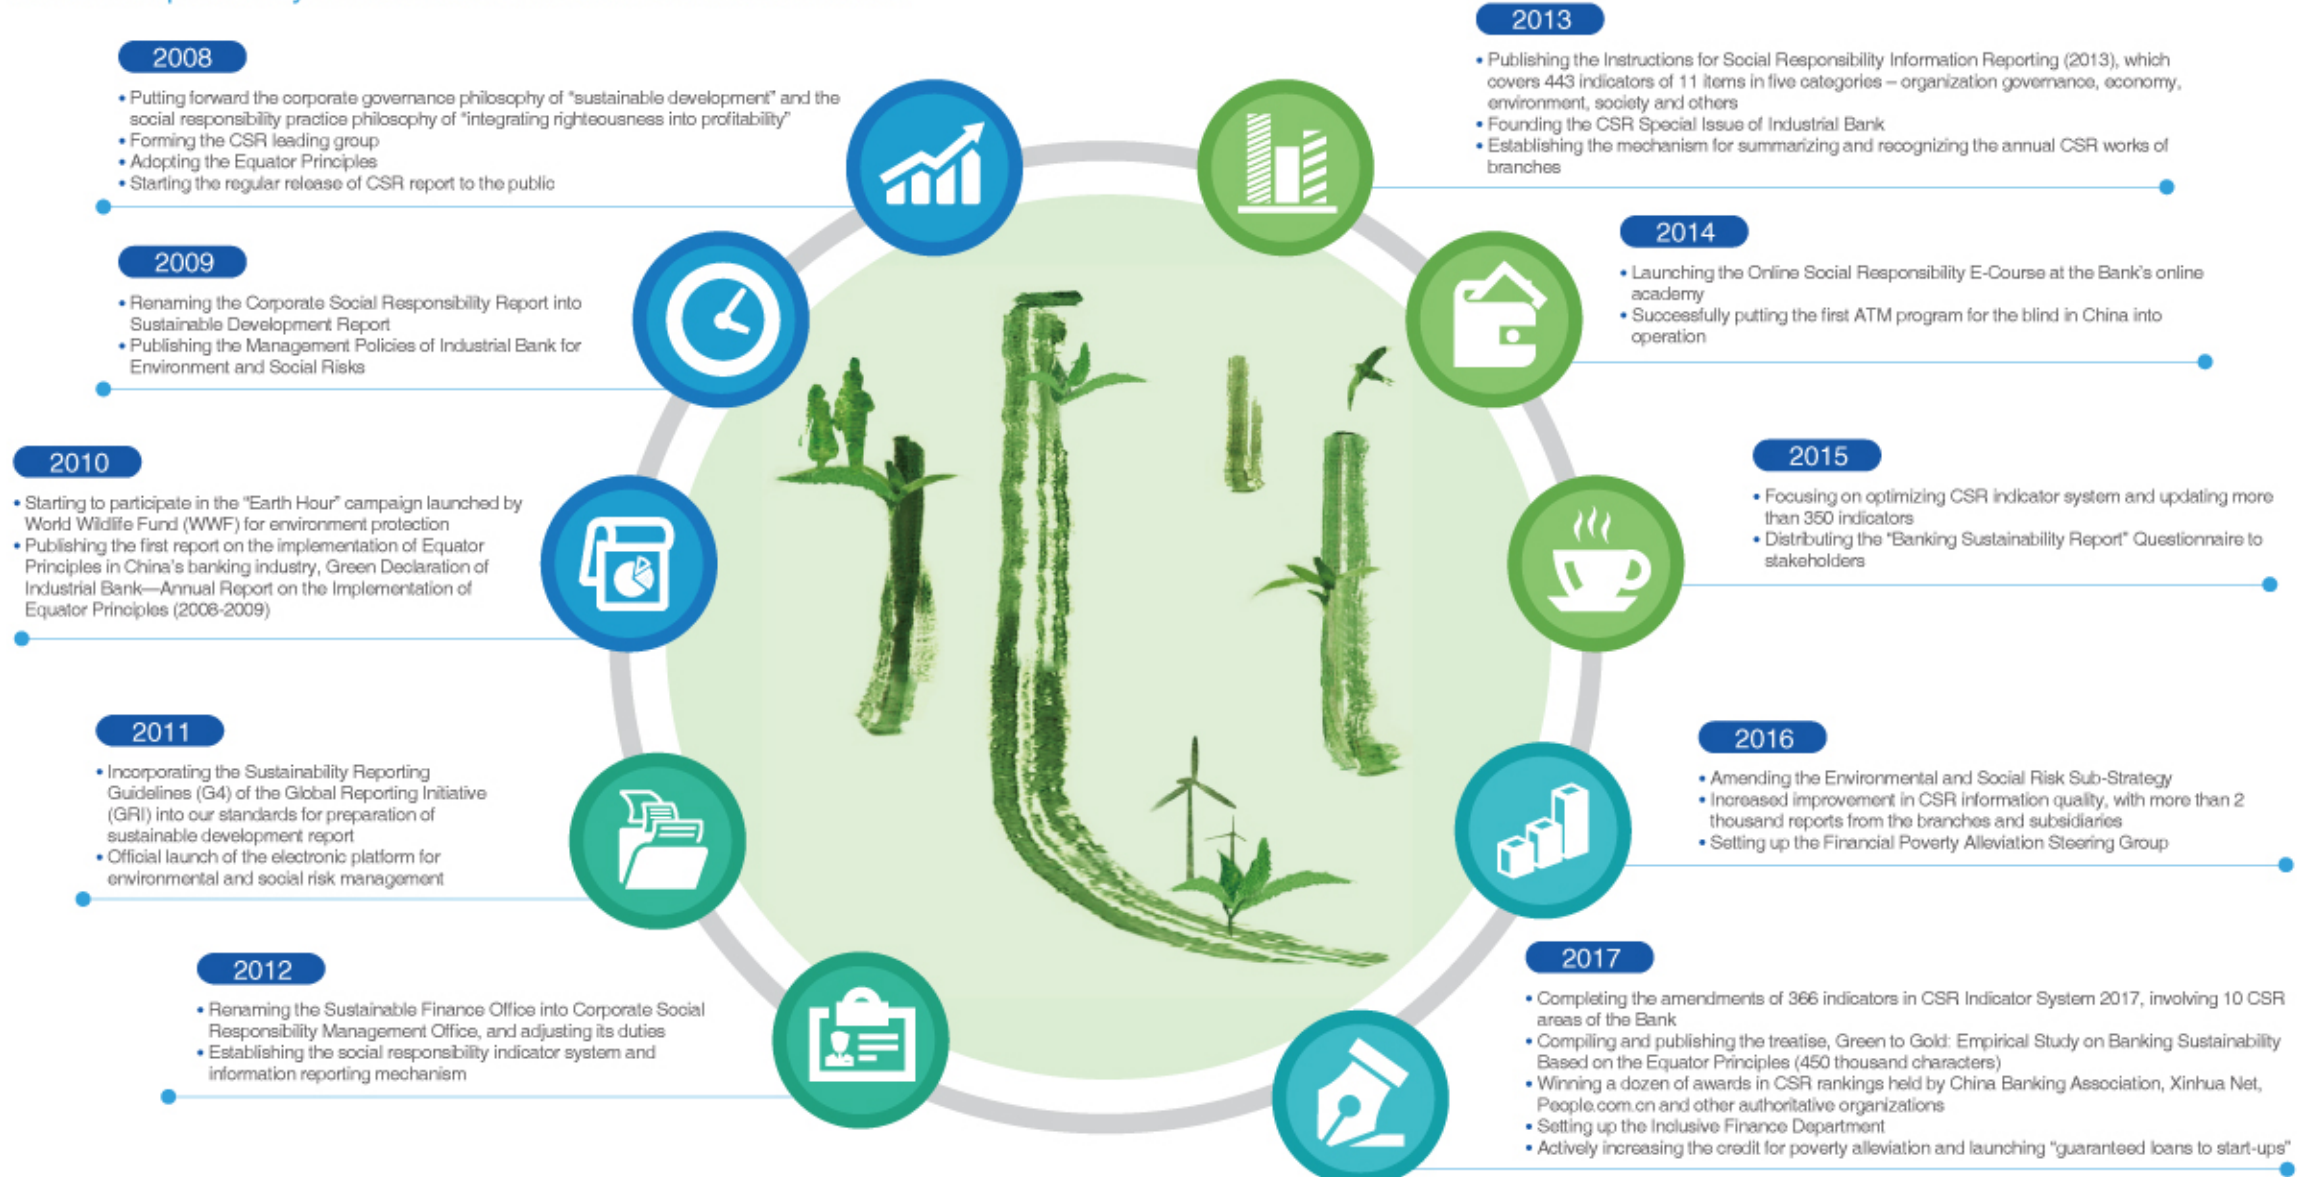 2008
• Putting forward the corporate governance philosophy of “sustainable development” and the
social responsibility practice philosophy of “integrating righteousness into profitability”
• Forming the CSR leading group
• Adopting the Equator Principles
• Starting the regular release of CSR report to the public
2009
• Renaming the Corporate Social Responsibility Report into
Sustainable Development Report
• Publishing the Management Policies of Industrial Bank for
Environment and Social Risks
2010
• Starting to participate in the “Earth Hour” campaign launched by
World Wildlife Fund (WWF) for environment protection
• Publishing the first report on the implementation of Equator
Principles in China’s banking industry, Green Declaration of
Industrial Bank—Annual Report on the Implementation of
Equator Principles (2008-2009)
2011
• Incorporating the Sustainability Reporting
Guidelines (G4) of the Global Reporting Initiative
(GRI) into our standards for preparation of
sustainable development report
• Official launch of the electronic platform for
environmental and social risk management
2012
• Renaming the Sustainable Finance Office into Corporate Social
Responsibility Management Office, and adjusting its duties
• Establishing the social responsibility indicator system and
information reporting mechanism
2013
• Publishing the Instructions for Social Responsibility Information Reporting (2013), which
covers 443 indicators of 11 items in five categories – organization governance, economy,
environment, society and others
• Founding the CSR Special Issue of Industrial Bank
• Establishing the mechanism for summarizing and recognizing the annual CSR works of
branches
2014
• Launching the Online Social Responsibility E-Course at the Bank’s online
academy
• Successfully putting the first ATM program for the blind in China into
operation
2015
• Focusing on optimizing CSR indicator system and updating more
than 350 indicators
• Distributing the “Banking Sustainability Report” Questionnaire to
stakeholders
2016
• Amending the Environmental and Social Risk Sub-Strategy
• Increased improvement in CSR information quality, with more than 2
thousand reports from the branches and subsidiaries
• Setting up the Financial Poverty Alleviation Steering Group
2017
• Completing the amendments of 366 indicators in CSR Indicator System 2017, involving 10 CSR
areas of the Bank
• Compiling and publishing the treatise, Green to Gold: Empirical Study on Banking Sustainability
Based on the Equator Principles (450 thousand characters)
• Winning a dozen of awards in CSR rankings held by China Banking Association, Xinhua Net,
People.com.cn and other authoritative organizations
• Setting up the Inclusive Finance Department
• Actively increasing the credit for poverty alleviation and launching “guaranteed loans to start-ups”